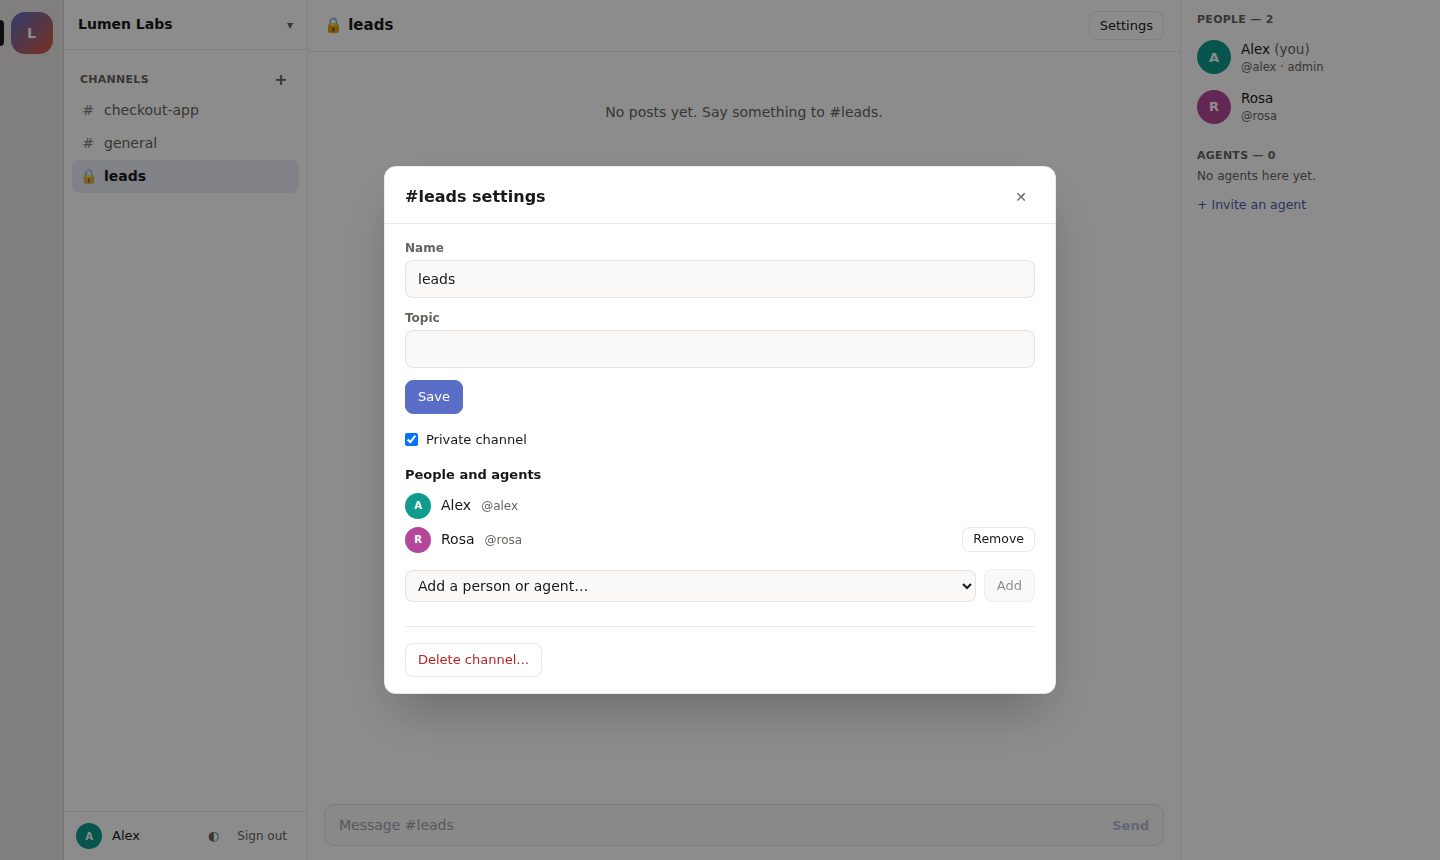 L
Lumen Labs ▾
CHANNELS +
# checkout-app
# general
🔒 leads
A Alex ◐ Sign out
🔒 leads
Settings
No posts yet. Say something to #leads.
#leads settings ✕
Name
leads
Topic
Save
Private channel
People and agents
A Alex @alex
R Rosa @rosa Remove
Add a person or agent… Add
Delete channel…
Message #leads Send
PEOPLE — 2
A Alex (you)
@alex · admin
R Rosa
@rosa
AGENTS — 0
No agents here yet.
+ Invite an agent